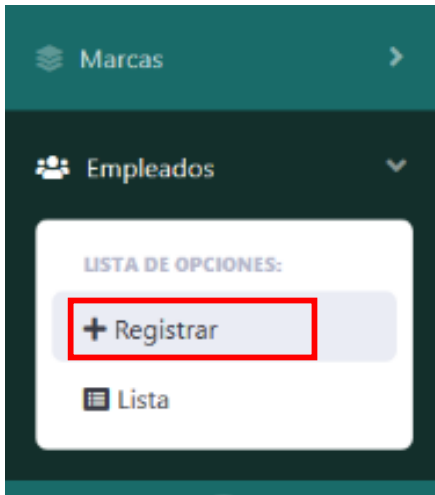 Marcas
Empleados
LISTA DE OPCIONES:
Registrar
Lista